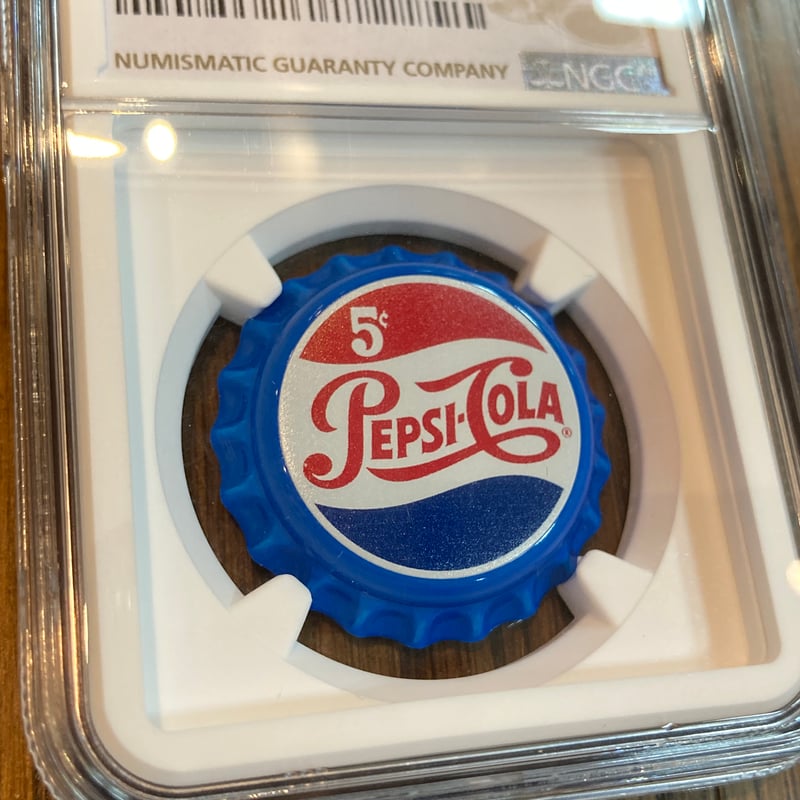 NUMISMATIC GUARANTY COMPANY NGC
5¢
PEPSI-COLA®